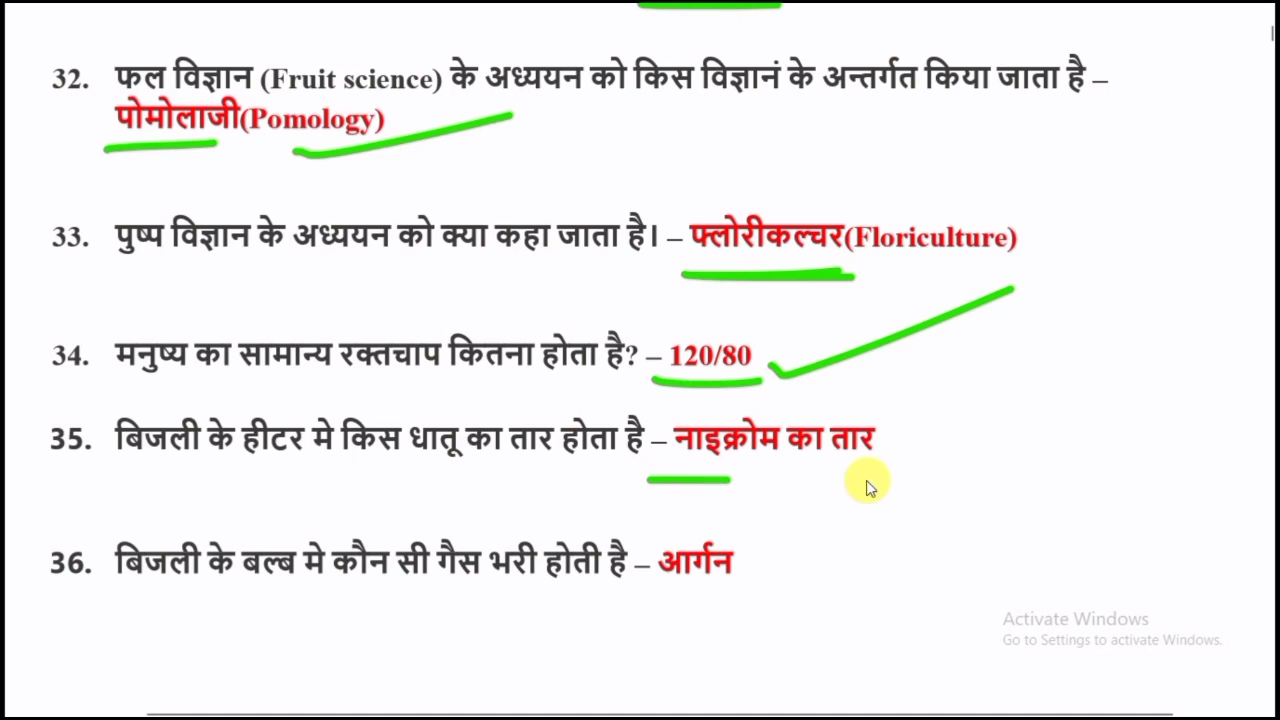 32. फल विज्ञान (Fruit science) के अध्ययन को किस विज्ञानं के अन्तर्गत किया जाता है –
पोमोलाजी(Pomology)
33. पुष्प विज्ञान के अध्ययन को क्या कहा जाता है। – फ्लोरीकल्चर(Floriculture)
34. मनुष्य का सामान्य रक्तचाप कितना होता है? – 120/80
35. बिजली के हीटर मे किस धातू का तार होता है – नाइक्रोम का तार
36. बिजली के बल्ब मे कौन सी गैस भरी होती है – आर्गन
Activate Windows
Go to Settings to activate Windows.